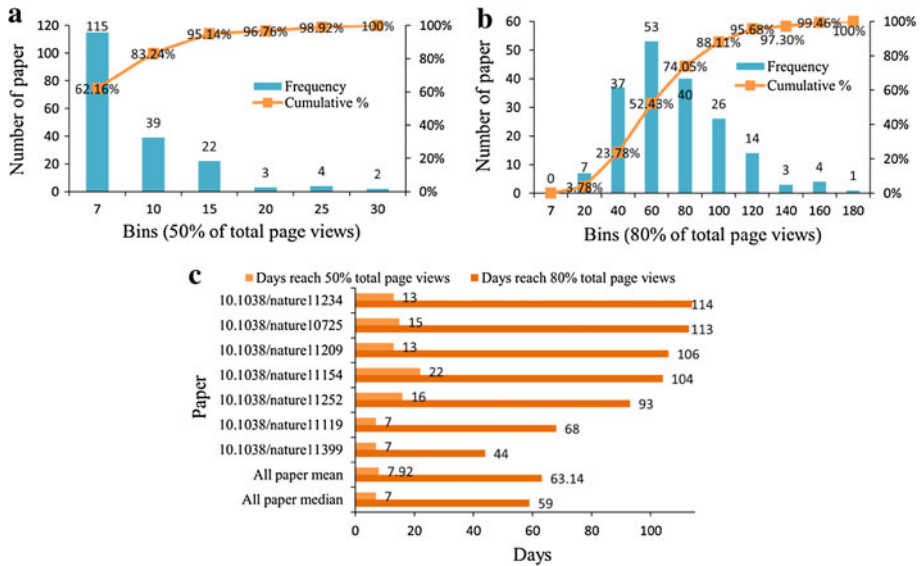 a
Number of paper
120
100
80
60
40
20
0
115
39
22
3
4
2
62.16%
83.24%
95.14%
96.76%
98.92%
100%
Frequency
Cumulative %
100%
80%
60%
40%
20%
0%
7 10 15 20 25 30
Bins (50% of total page views)
b
Number of paper
60
50
40
30
20
10
0
0
7
37
53
40
26
14
3
4
1
3.78%
23.78%
52.43%
74.05%
88.11%
95.68%
97.30%
99.46%
100%
Frequency
Cumulative %
100%
80%
60%
40%
20%
0%
7 20 40 60 80 100 120 140 160 180
Bins (80% of total page views)
c
Days reach 50% total page views Days reach 80% total page views
Paper
10.1038/nature11234 13 114
10.1038/nature10725 15 113
10.1038/nature11209 13 106
10.1038/nature11154 22 104
10.1038/nature11252 16 93
10.1038/nature11119 7 68
10.1038/nature11399 7 44
All paper mean 7.92 63.14
All paper median 7 59
0 20 40 60 80 100
Days